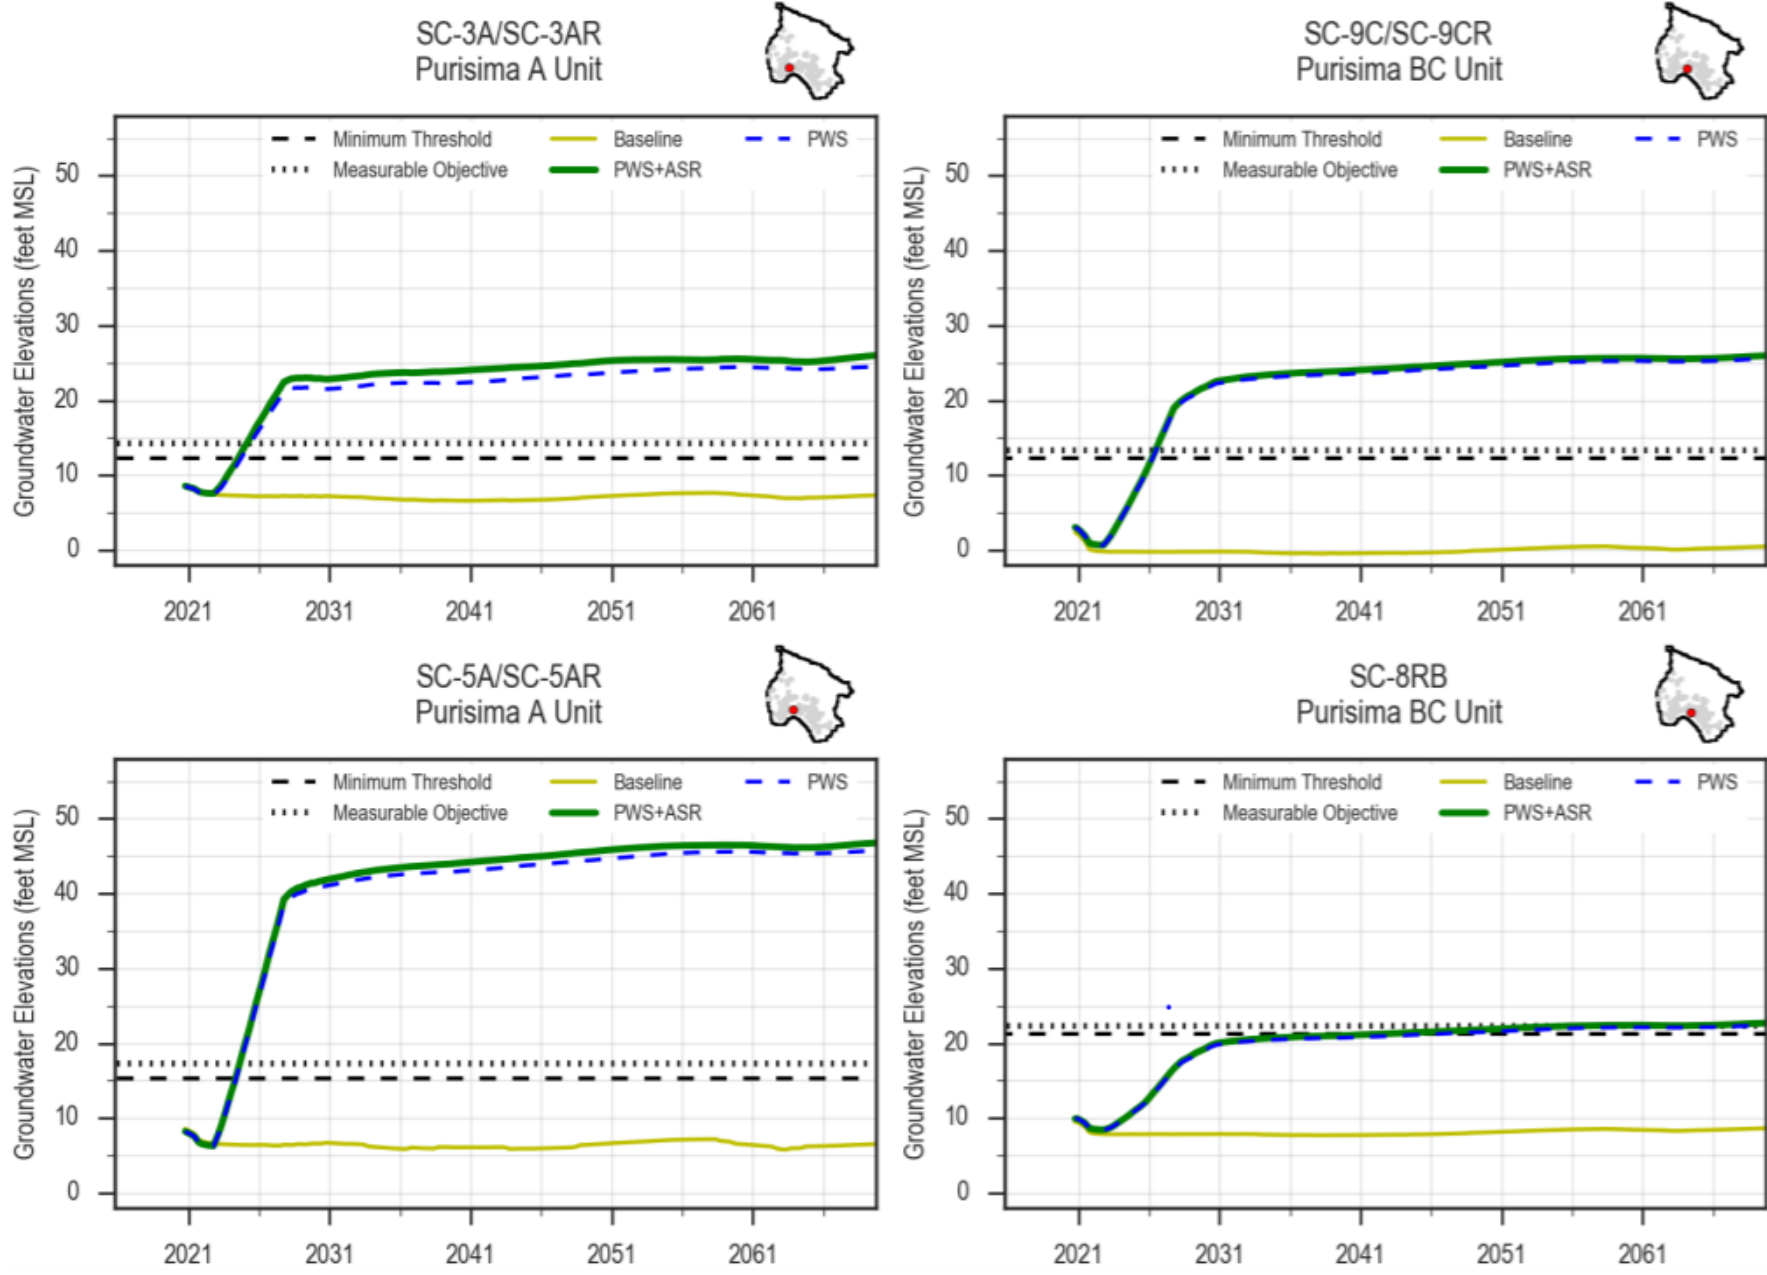 SC-3A/SC-3AR
Purisima A Unit
Minimum Threshold
Baseline
PWS
Measurable Objective
PWS+ASR
Groundwater Elevations (feet MSL)
50
40
30
20
10
0
2021 2031 2041 2051 2061
SC-9C/SC-9CR
Purisima BC Unit
Minimum Threshold
Baseline
PWS
Measurable Objective
PWS+ASR
Groundwater Elevations (feet MSL)
50
40
30
20
10
0
2021 2031 2041 2051 2061
SC-5A/SC-5AR
Purisima A Unit
Minimum Threshold
Baseline
PWS
Measurable Objective
PWS+ASR
Groundwater Elevations (feet MSL)
50
40
30
20
10
0
2021 2031 2041 2051 2061
SC-8RB
Purisima BC Unit
Minimum Threshold
Baseline
PWS
Measurable Objective
PWS+ASR
Groundwater Elevations (feet MSL)
50
40
30
20
10
0
2021 2031 2041 2051 2061